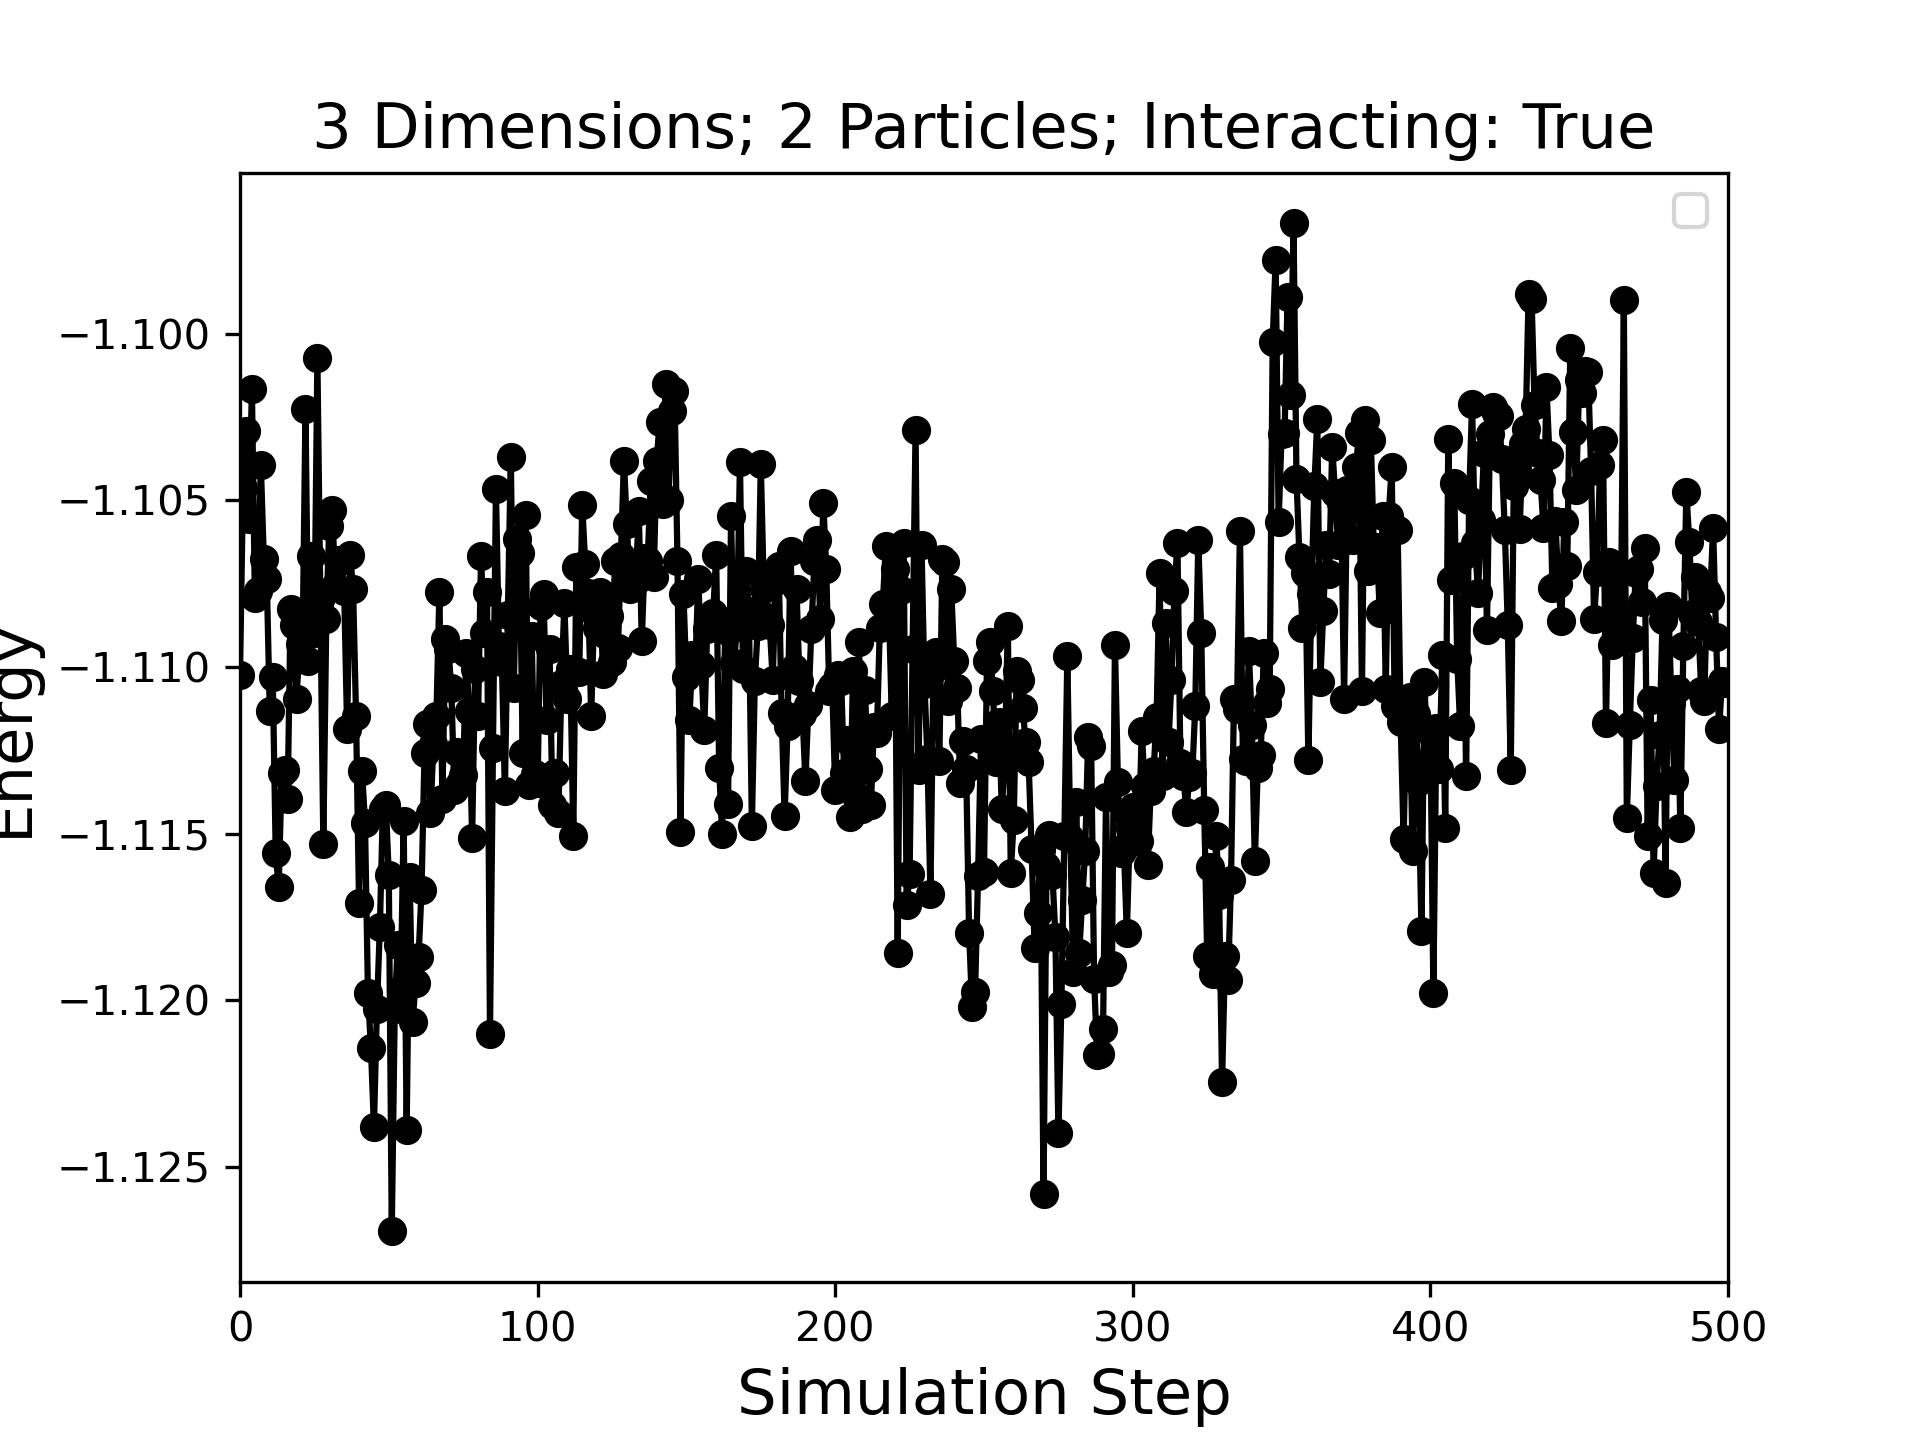 3 Dimensions; 2 Particles; Interacting: True
Energy
−1.100
−1.105
−1.110
−1.115
−1.120
−1.125
0 100 200 300 400 500
Simulation Step